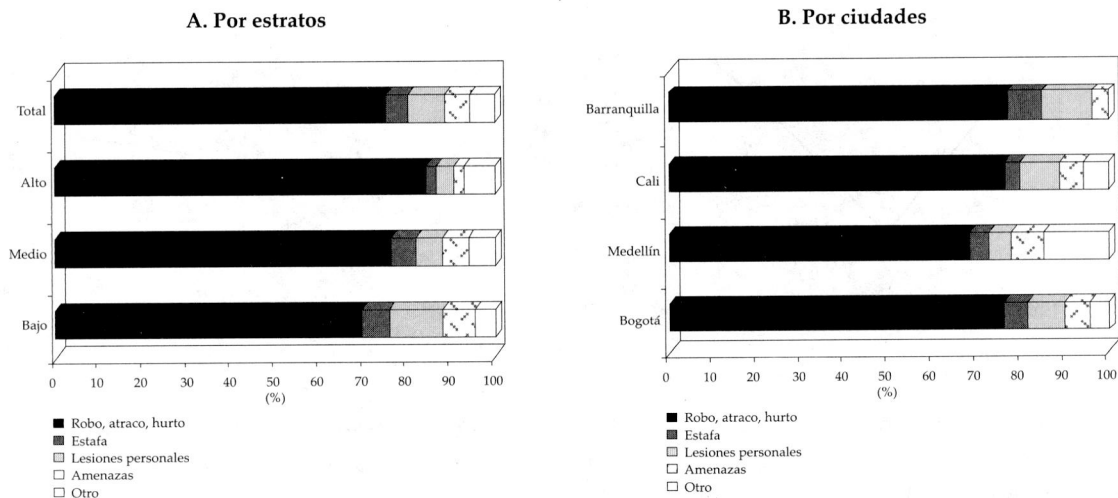 A. Por estratos
Total
Alto
Medio
Bajo
0 10 20 30 40 50 60 70 80 90 100
(%)
Robo, atraco, hurto
Estafa
Lesiones personales
Amenazas
Otro
B. Por ciudades
Barranquilla
Cali
Medellín
Bogotá
0 10 20 30 40 50 60 70 80 90 100
(%)
Robo, atraco, hurto
Estafa
Lesiones personales
Amenazas
Otro